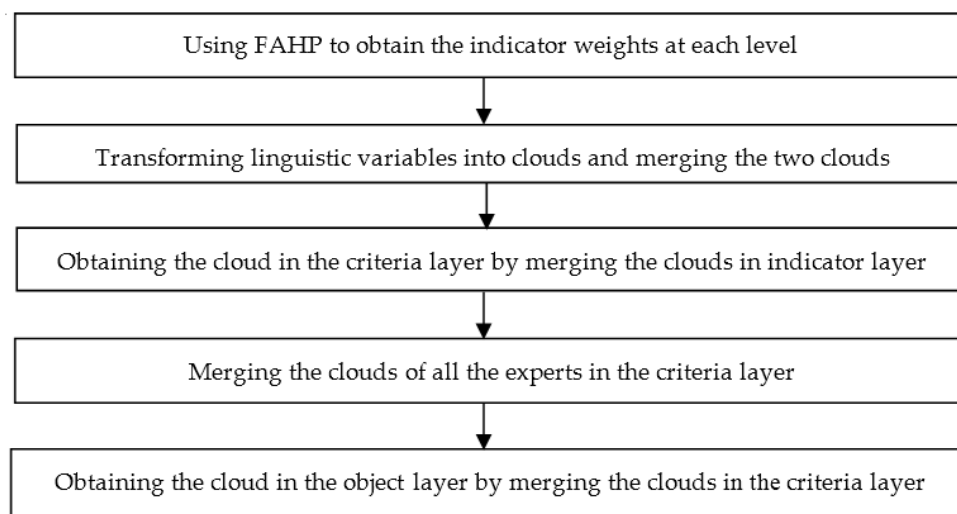 Using FAHP to obtain the indicator weights at each level
Transforming linguistic variables into clouds and merging the two clouds
Obtaining the cloud in the criteria layer by merging the clouds in indicator layer
Merging the clouds of all the experts in the criteria layer
Obtaining the cloud in the object layer by merging the clouds in the criteria layer